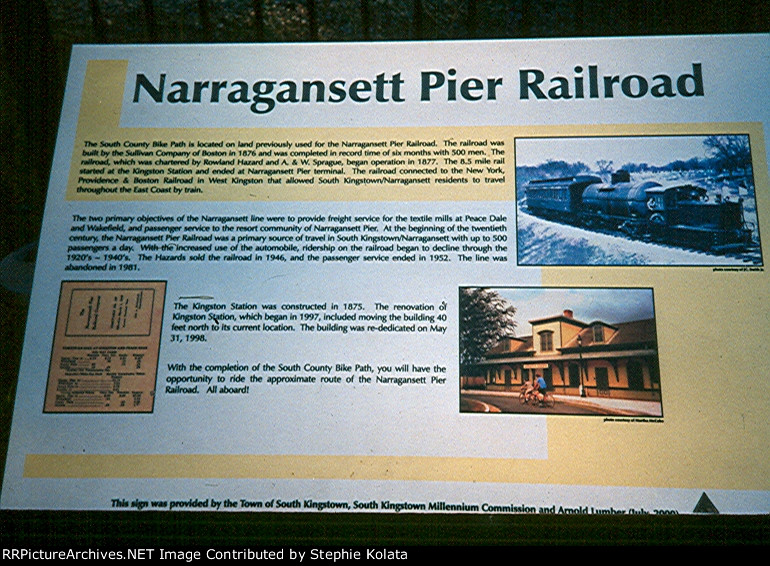 Narragansett Pier Railroad
The South County Bike Path is located on land previously used for the Narragansett Pier Railroad. The railroad was
built by the Sullivan Company of Boston in 1876 and was completed in record time of six months with 500 men. The
railroad, which was chartered by Rowland Hazard and A. & W. Sprague, began operation in 1877. The 8.5 mile rail
started at the Kingston Station and ended at Narragansett Pier terminal. The railroad connected to the New York,
Providence & Boston Railroad in West Kingston that allowed South Kingstown/Narragansett residents to travel
throughout the East Coast by train.
The two primary objectives of the Narragansett line were to provide freight service for the textile mills at Peace Dale
and Wakefield, and passenger service to the resort community of Narragansett Pier. At the beginning of the twentieth
century, the Narragansett Pier Railroad was a primary source of travel in South Kingstown/Narragansett with up to 500
passengers a day. With the increased use of the automobile, ridership on the railroad began to decline through the
1920's – 1940's. The Hazards sold the railroad in 1946, and the passenger service ended in 1952. The line was
abandoned in 1981.
photo courtesy of
The Kingston Station was constructed in 1875. The renovation of
Kingston Station, which began in 1997, included moving the building 40
feet north to its current location. The building was re-dedicated on May
31, 1998.
With the completion of the South County Bike Path, you will have the
opportunity to ride the approximate route of the Narragansett Pier
Railroad. All aboard!
photo courtesy of Martha
This sign was provided by the Town of South Kingstown, South Kingstown Millennium Commission and Arnold Lumber (July, 2000)
©RRPictureArchives.NET Image Contributed by Stephie Kolata